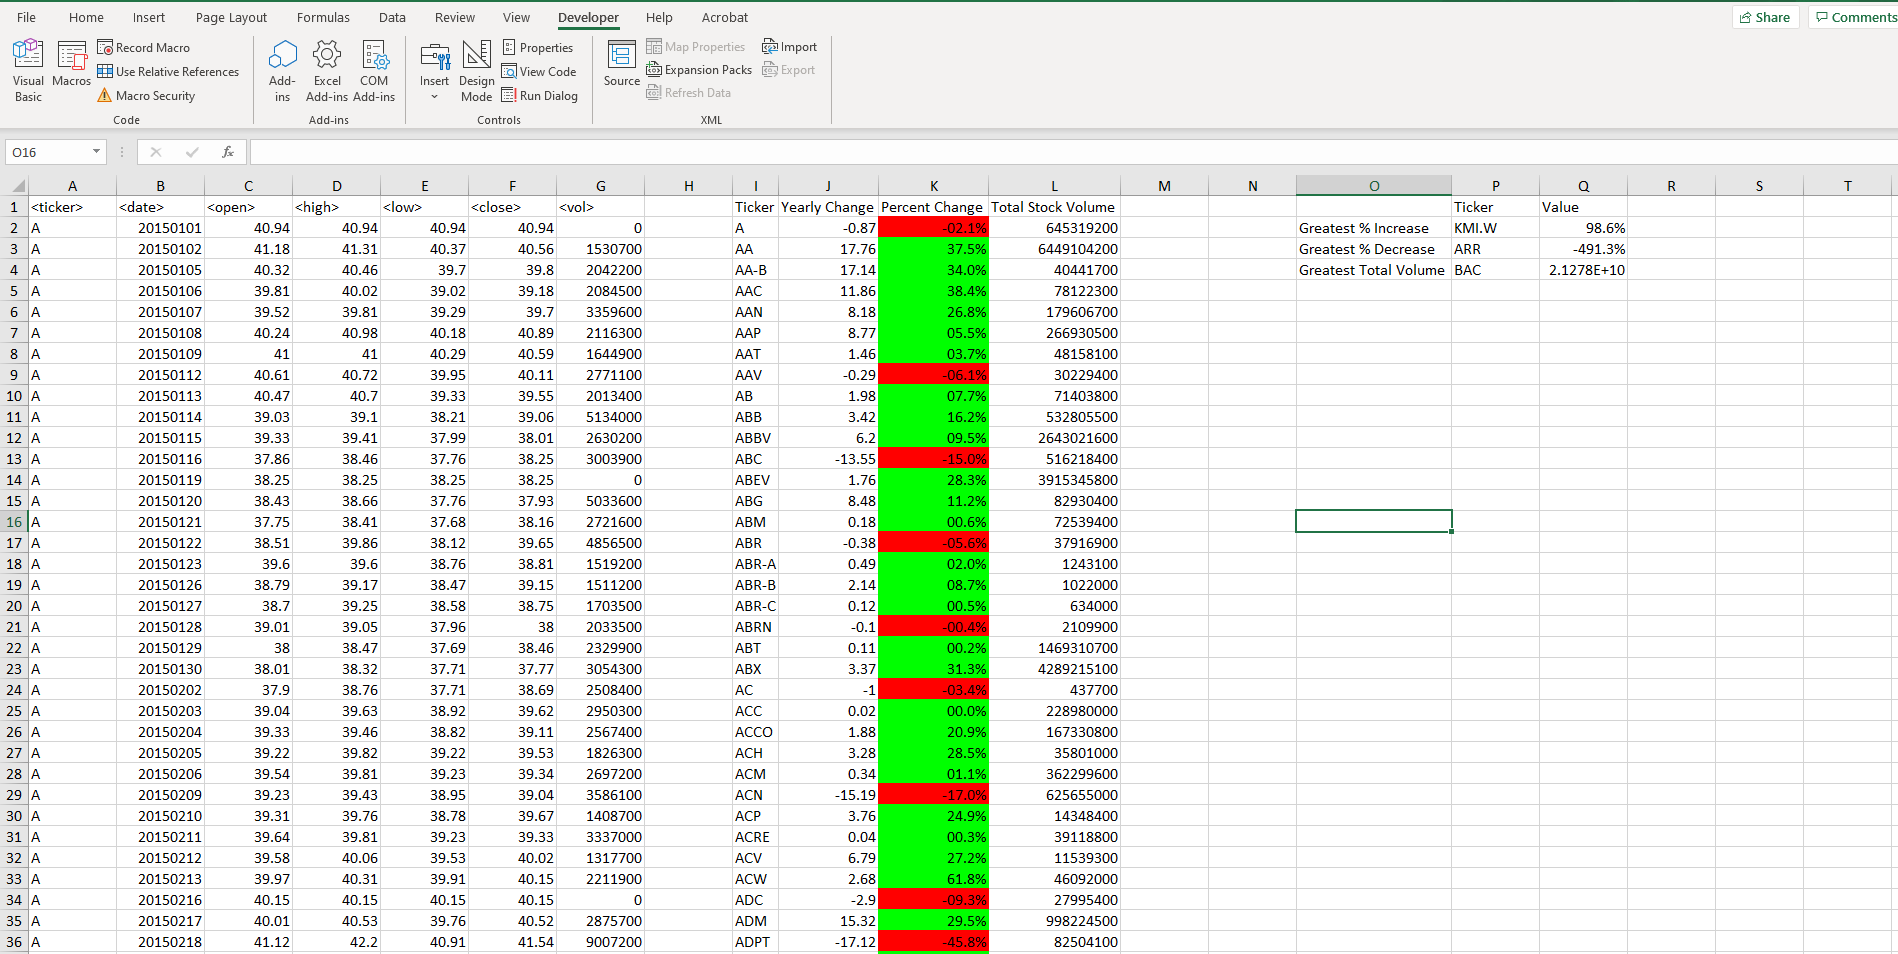 File Home Insert Page Layout Formulas Data Review View Developer Help Acrobat Share Comments
Visual Basic Macros Record Macro Use Relative References Macro Security Code
Add-ins Excel Add-ins COM Add-ins Add-ins
Insert Design Mode Properties View Code Run Dialog Controls
Source Map Properties Expansion Packs Refresh Data Import Export XML
O16 fx
A B C D E F G H I J K L M N O P Q R S T
1 <ticker> <date> <open> <high> <low> <close> <vol> Ticker Yearly Change Percent Change Total Stock Volume Ticker Value
2 A 20150101 40.94 40.94 40.94 40.94 0 A -0.87 -02.1% 645319200 Greatest % Increase KMI.W 98.6%
3 A 20150102 41.18 41.31 40.37 40.56 1530700 AA 17.76 37.5% 6449104200 Greatest % Decrease ARR -491.3%
4 A 20150105 40.32 40.46 39.7 39.8 2042200 AA-B 17.14 34.0% 40441700 Greatest Total Volume BAC 2.1278E+10
5 A 20150106 39.81 40.02 39.02 39.18 2084500 AAC 11.86 38.4% 78122300
6 A 20150107 39.52 39.81 39.29 39.7 3359600 AAN 8.18 26.8% 179606700
7 A 20150108 40.24 40.98 40.18 40.89 2116300 AAP 8.77 05.5% 266930500
8 A 20150109 41 41 40.29 40.59 1644900 AAT 1.46 03.7% 48158100
9 A 20150112 40.61 40.72 39.95 40.11 2771100 AAV -0.29 -06.1% 30229400
10 A 20150113 40.47 40.7 39.33 39.55 2013400 AB 1.98 07.7% 71403800
11 A 20150114 39.03 39.1 38.21 39.06 5134000 ABB 3.42 16.2% 532805500
12 A 20150115 39.33 39.41 37.99 38.01 2630200 ABBV 6.2 09.5% 2643021600
13 A 20150116 37.86 38.46 37.76 38.25 3003900 ABC -13.55 -15.0% 516218400
14 A 20150119 38.25 38.25 38.25 38.25 0 ABEV 1.76 28.3% 3915345800
15 A 20150120 38.43 38.66 37.76 37.93 5033600 ABG 8.48 11.2% 82930400
16 A 20150121 37.75 38.41 37.68 38.16 2721600 ABM 0.18 00.6% 72539400
17 A 20150122 38.51 39.86 38.12 39.65 4856500 ABR -0.38 -05.6% 37916900
18 A 20150123 39.6 39.6 38.76 38.81 1519200 ABR-A 0.49 02.0% 1243100
19 A 20150126 38.79 39.17 38.47 39.15 1511200 ABR-B 2.14 08.7% 1022000
20 A 20150127 38.7 39.25 38.58 38.75 1703500 ABR-C 0.12 00.5% 634000
21 A 20150128 39.01 39.05 37.96 38 2033500 ABRN -0.1 -00.4% 2109900
22 A 20150129 38 38.47 37.69 38.46 2329900 ABT 0.11 00.2% 1469310700
23 A 20150130 38.01 38.32 37.71 37.77 3054300 ABX 3.37 31.3% 4289215100
24 A 20150202 37.9 38.76 37.71 38.69 2508400 AC -1 -03.4% 437700
25 A 20150203 39.04 39.63 38.92 39.62 2950300 ACC 0.02 00.0% 228980000
26 A 20150204 39.33 39.46 38.82 39.11 2567400 ACCO 1.88 20.9% 167330800
27 A 20150205 39.22 39.82 39.22 39.53 1826300 ACH 3.28 28.5% 35801000
28 A 20150206 39.54 39.81 39.23 39.34 2697200 ACM 0.34 01.1% 362299600
29 A 20150209 39.23 39.43 38.95 39.04 3586100 ACN -15.19 -17.0% 625655000
30 A 20150210 39.31 39.76 38.78 39.67 1408700 ACP 3.76 24.9% 14348400
31 A 20150211 39.64 39.81 39.23 39.33 3337000 ACRE 0.04 00.3% 39118800
32 A 20150212 39.58 40.06 39.53 40.02 1317700 ACV 6.79 27.2% 11539300
33 A 20150213 39.97 40.31 39.91 40.15 2211900 ACW 2.68 61.8% 46092000
34 A 20150216 40.15 40.15 40.15 40.15 0 ADC -2.9 -09.3% 27995400
35 A 20150217 40.01 40.53 39.76 40.52 2875700 ADM 15.32 29.5% 998224500
36 A 20150218 41.12 42.2 40.91 41.54 9007200 ADPT -17.12 -45.8% 82504100